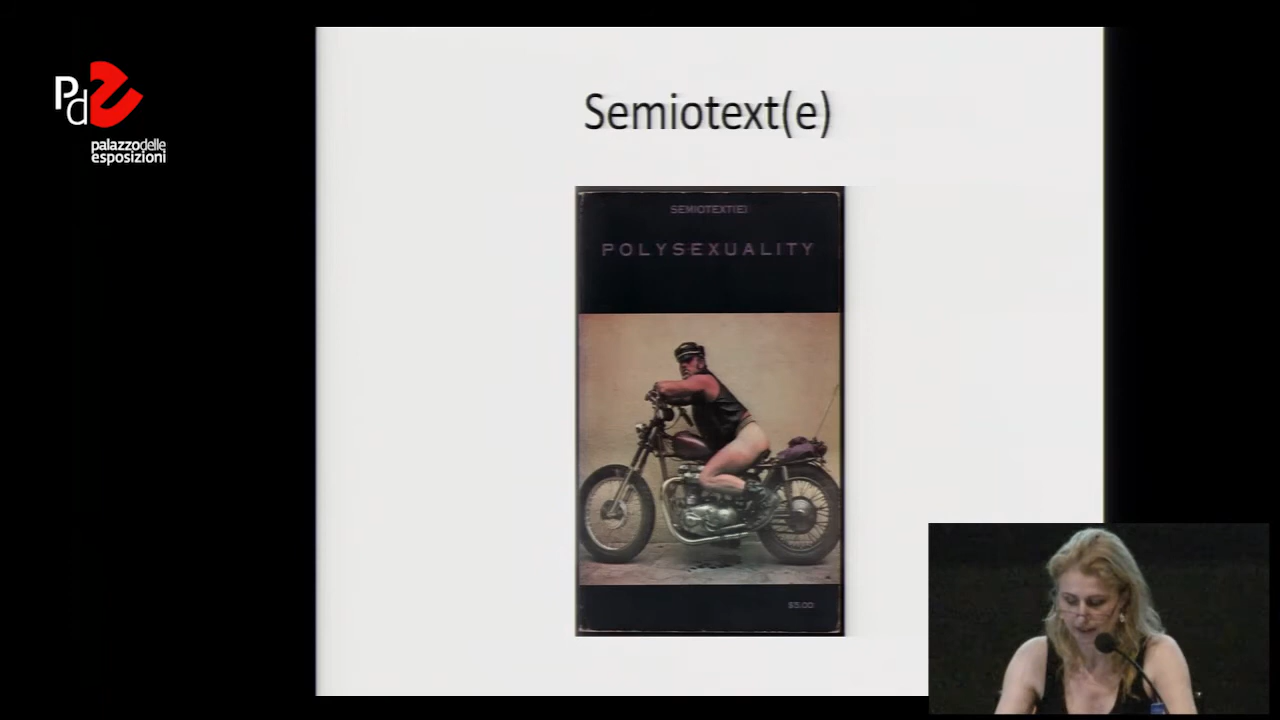 Pd
palazzodelle
esposizioni
Semiotext(e)
SEMIOTEXT(E)
POLYSEXUALITY
$5.00